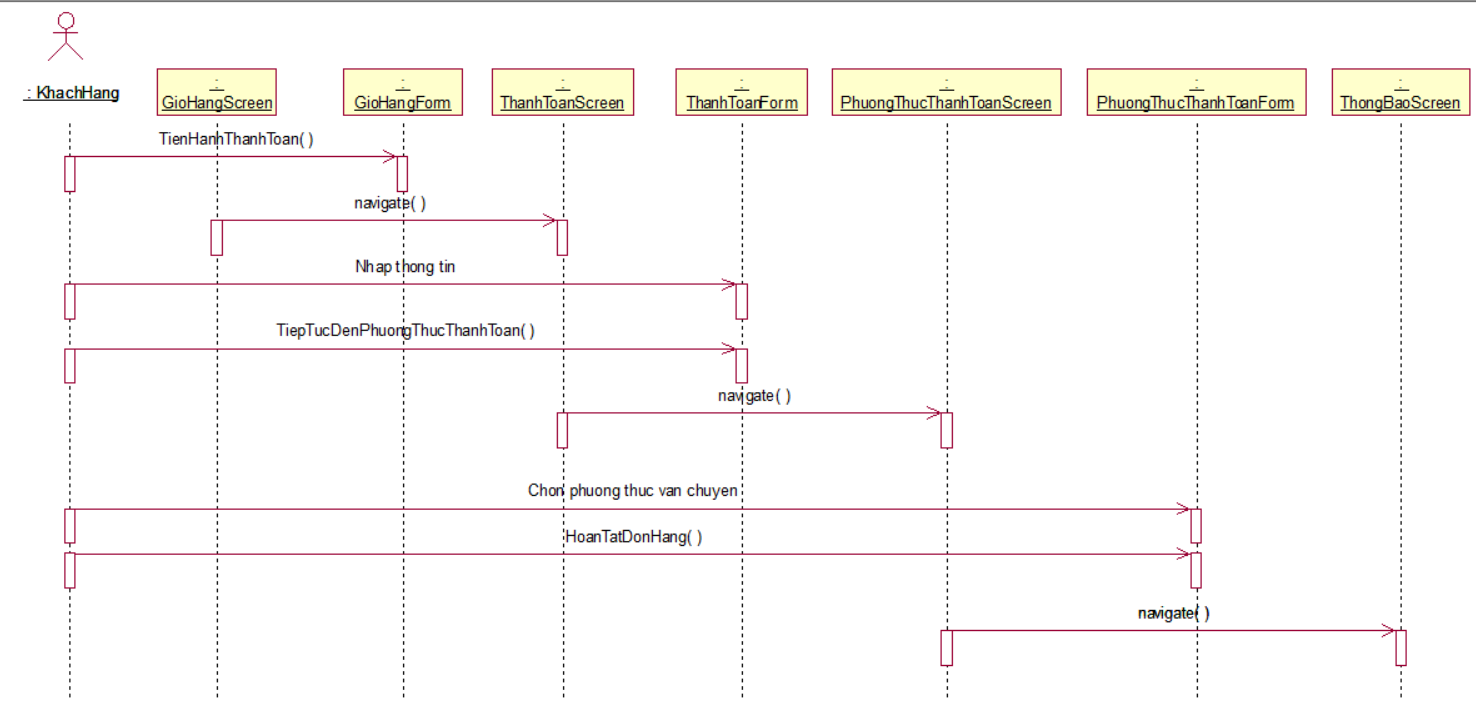 : KhachHang
:
GioHangScreen
:
GioHangForm
:
ThanhToanScreen
:
ThanhToanForm
:
PhuongThucThanhToanScreen
:
PhuongThucThanhToanForm
:
ThongBaoScreen
TienHanhThanhToan( )
navigate( )
Nhap thong tin
TiepTucDenPhuongThucThanhToan( )
navigate( )
Chon phuong thuc van chuyen
HoanTatDonHang( )
navigate( )